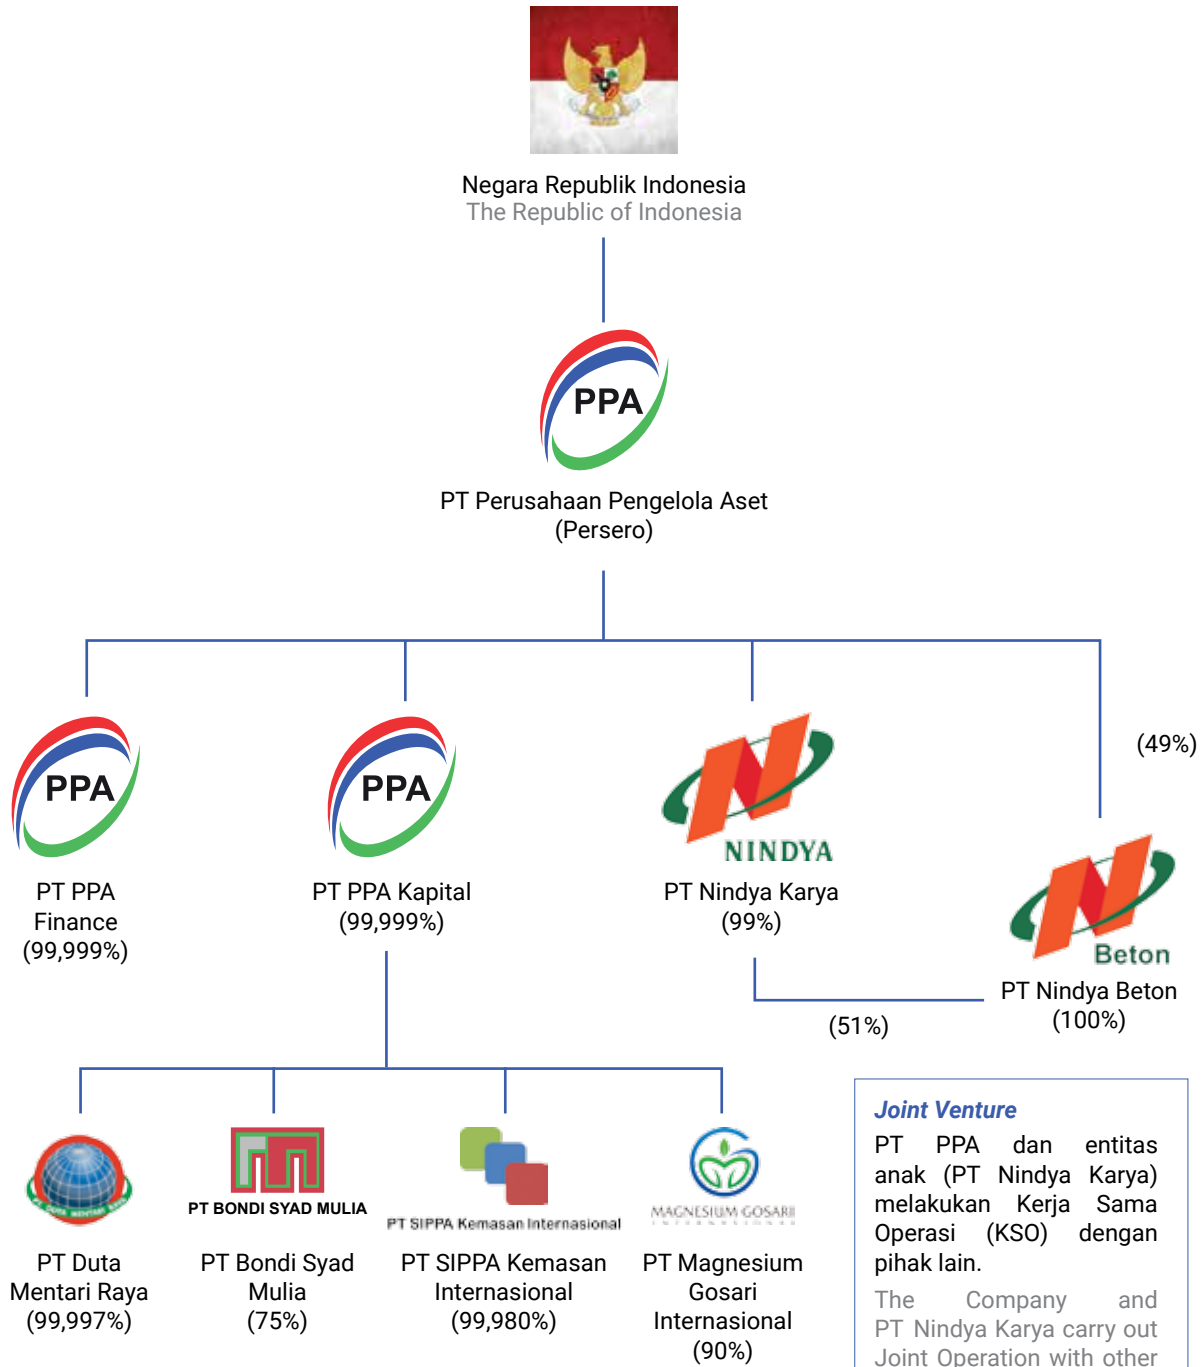 Negara Republik Indonesia
The Republic of Indonesia
PPA
PT Perusahaan Pengelola Aset
(Persero)
PPA
PT PPA
Finance
(99,999%)
PPA
PT PPA Kapital
(99,999%)
NINDYA
PT Nindya Karya
(99%)
(49%)
Beton
PT Nindya Beton
(100%)
(51%)
PT DUTA MENTARI RAYA
PT Duta
Mentari Raya
(99,997%)
PT BONDI SYAD MULIA
PT Bondi Syad
Mulia
(75%)
PT SIPPA Kemasan Internasional
PT SIPPA Kemasan
Internasional
(99,980%)
MAGNESIUM GOSARI
INTERNASIONAL
PT Magnesium
Gosari
Internasional
(90%)
Joint Venture
PT PPA dan entitas
anak (PT Nindya Karya)
melakukan Kerja Sama
Operasi (KSO) dengan
pihak lain.
The Company and
PT Nindya Karya carry out
Joint Operation with other